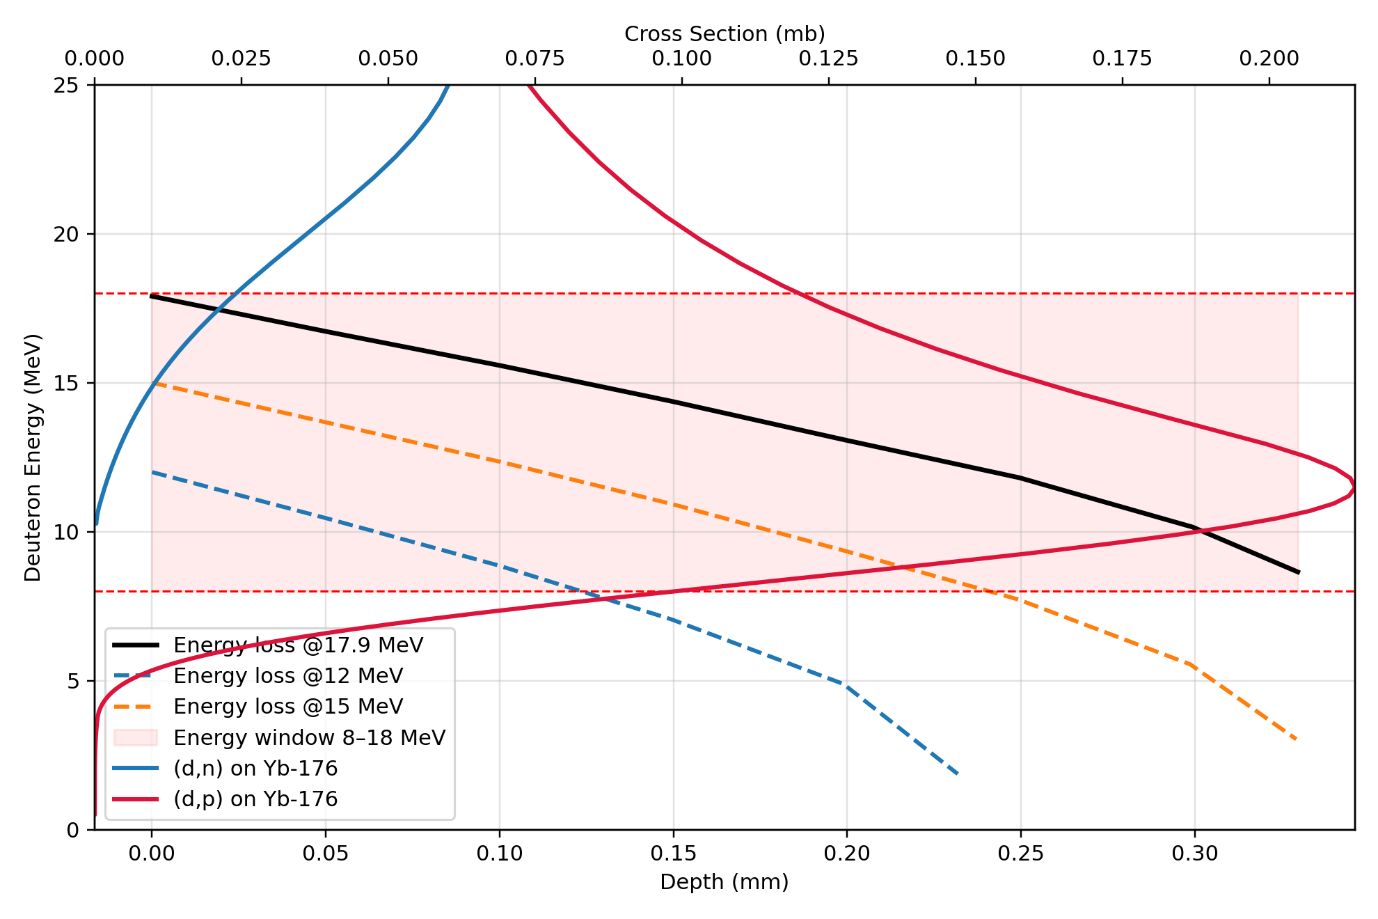 Cross Section (mb)
0.000 0.025 0.050 0.075 0.100 0.125 0.150 0.175 0.200
25
20
15
10
5
0
Deuteron Energy (MeV)
Energy loss @17.9 MeV
Energy loss @12 MeV
Energy loss @15 MeV
Energy window 8–18 MeV
(d,n) on Yb-176
(d,p) on Yb-176
0.00 0.05 0.10 0.15 0.20 0.25 0.30
Depth (mm)